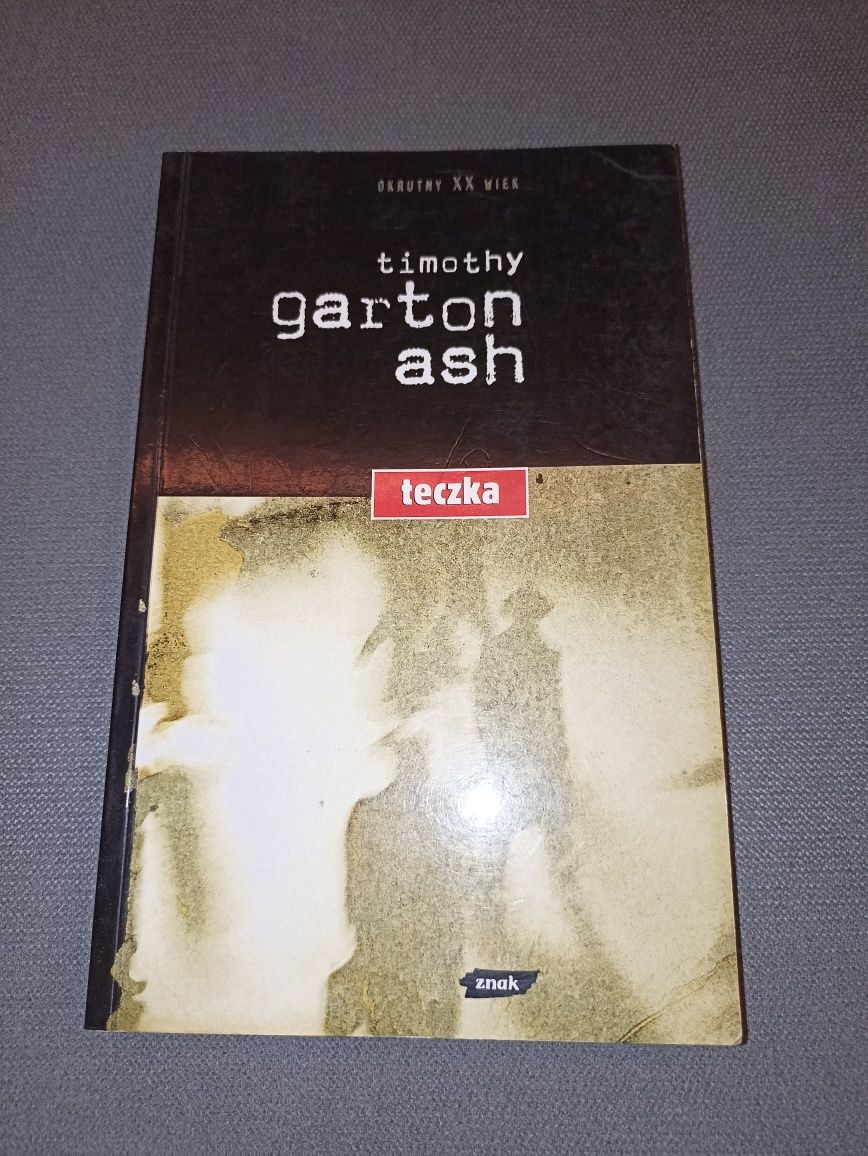 OKRUTNY XX WIEK
timothy
garton
ash
teczka
znak